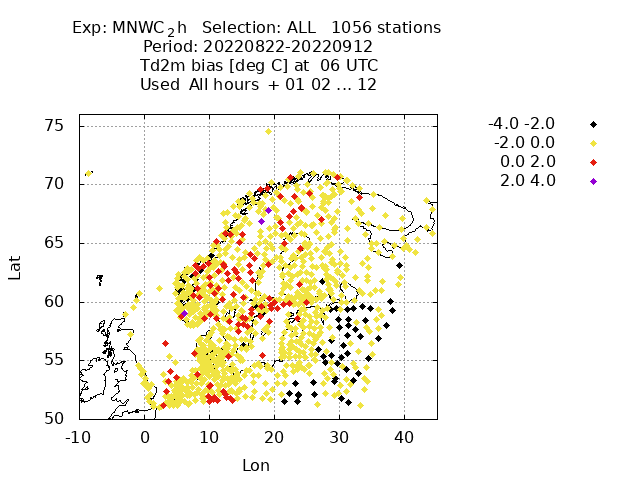 Exp: MNWC_2h Selection: ALL 1056 stations
Period: 20220822-20220912
Td2m bias [deg C] at 06 UTC
Used All hours + 01 02 ... 12
-4.0 -2.0
-2.0 0.0
0.0 2.0
2.0 4.0
75
70
65
60
55
50
Lat
-10 0 10 20 30 40
Lon